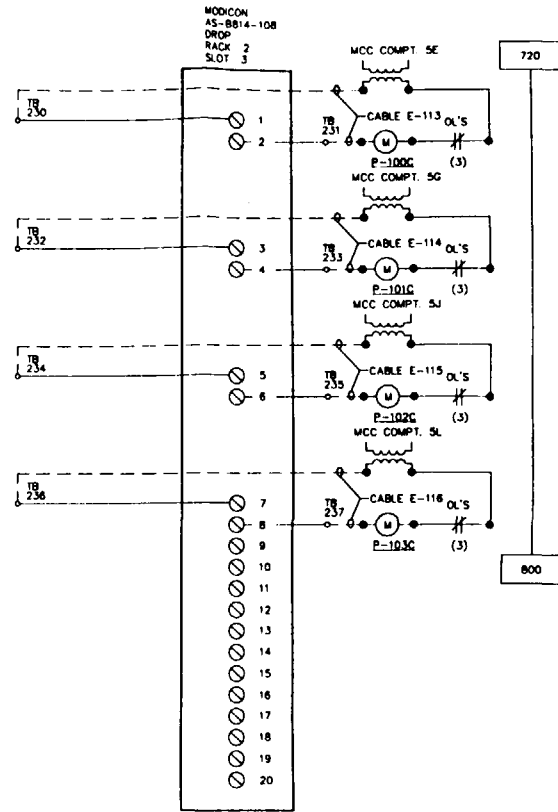 MODICON
AS-B814-108
DROP
RACK 2
SLOT 3
MCC COMPT. 5E
720
TB
230
1
TB
231
CABLE E-113
OL'S
2
M
P-100C
(3)
MCC COMPT. 5G
TB
232
3
TB
233
CABLE E-114
OL'S
4
M
P-101C
(3)
MCC COMPT. 5J
TB
234
5
TB
235
CABLE E-115
OL'S
6
M
P-102C
(3)
MCC COMPT. 5L
TB
236
7
TB
237
CABLE E-116
OL'S
8
M
P-103C
(3)
9
800
10
11
12
13
14
15
16
17
18
19
20